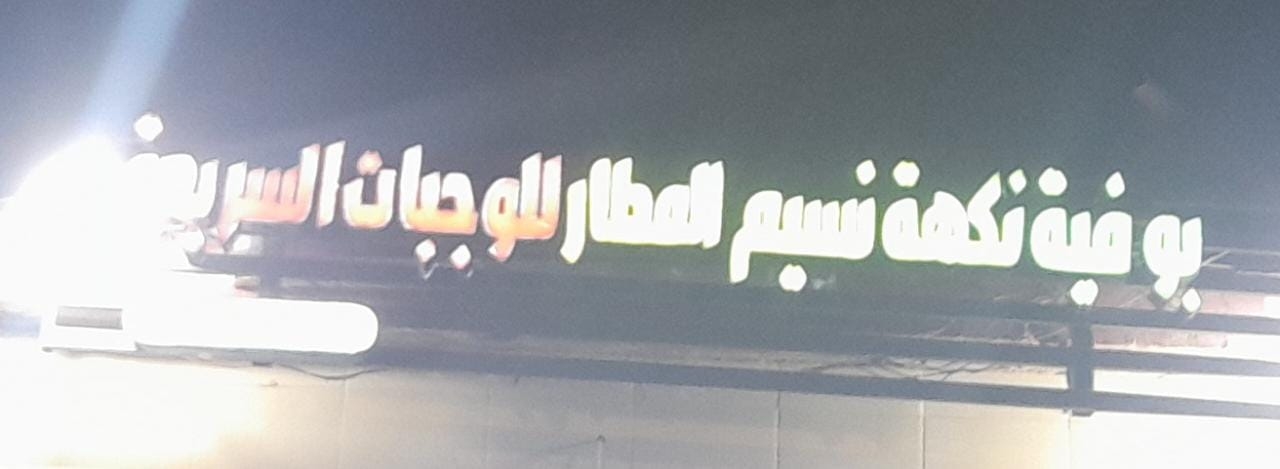 بوفية نكهة نسيم المطار للوجبات السريعة